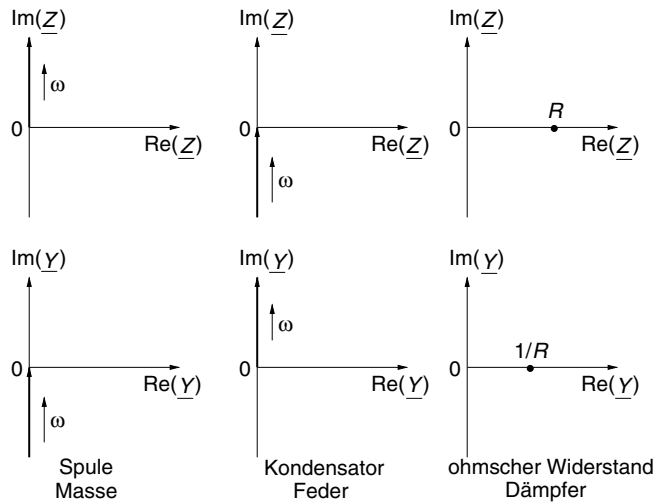 Im(Z)
ω
0
Re(Z)
Im(Z)
0
Re(Z)
ω
Im(Z)
R
0
Re(Z)
Im(Y)
0
Re(Y)
ω
Spule
Masse
Im(Y)
ω
0
Re(Y)
Kondensator
Feder
Im(Y)
1/R
0
Re(Y)
ohmscher Widerstand
Dämpfer